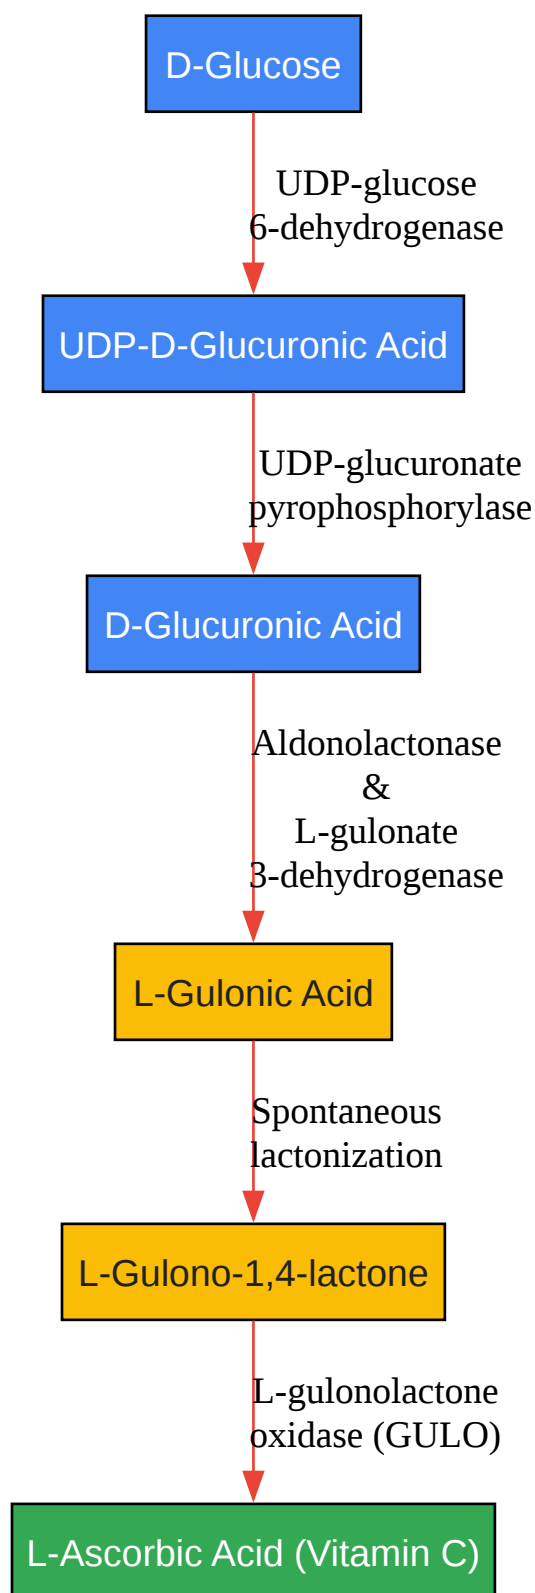 D-Glucose
UDP-glucose
6-dehydrogenase
UDP-D-Glucuronic Acid
UDP-glucuronate
pyrophosphorylase
D-Glucuronic Acid
Aldonolactonase
&
L-gulonate
3-dehydrogenase
L-Gulonic Acid
Spontaneous
lactonization
L-Gulono-1,4-lactone
L-gulonolactone
oxidase (GULO)
L-Ascorbic Acid (Vitamin C)